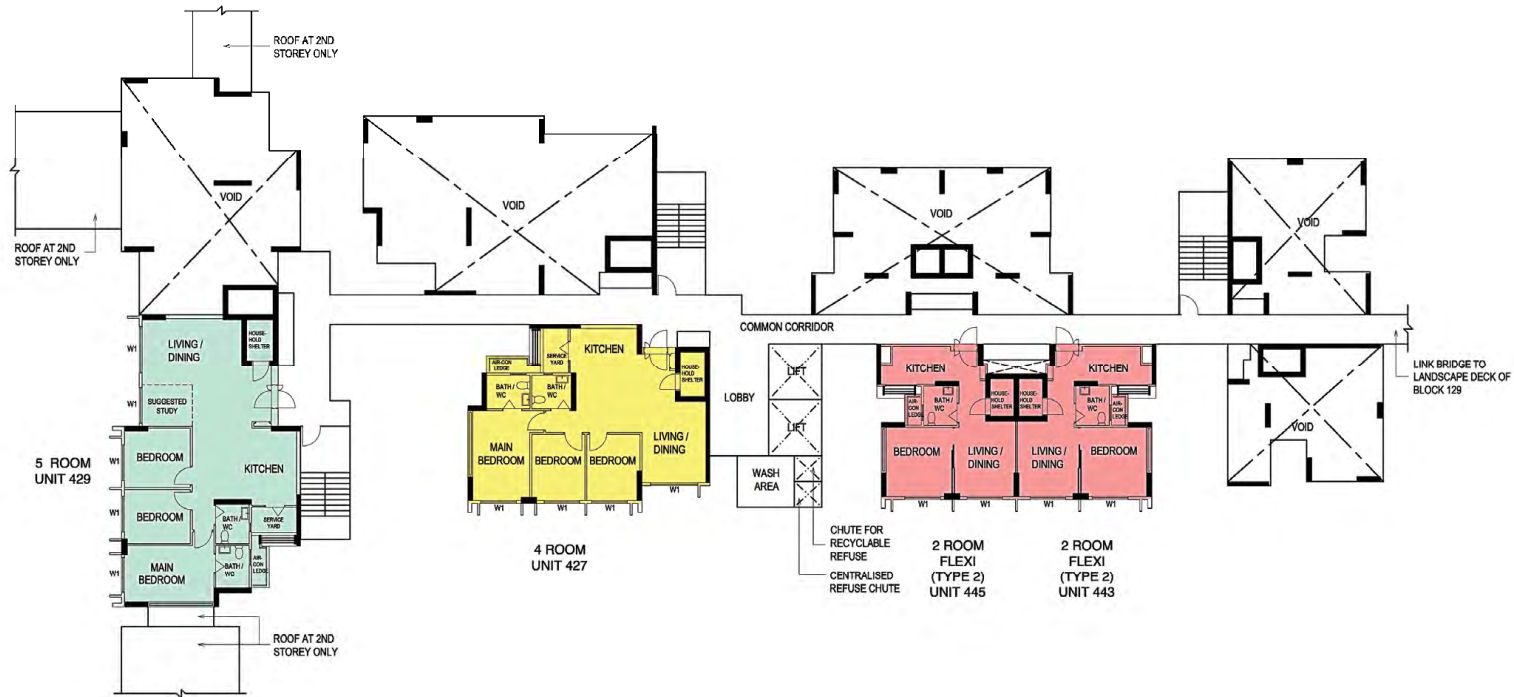 ROOF AT 2ND
STOREY ONLY
VOID
ROOF AT 2ND
STOREY ONLY
VOID
VOID
VOID
COMMON CORRIDOR
LINK BRIDGE TO
LANDSCAPE DECK OF
BLOCK 129
VOID
W1
LIVING /
DINING
HOUSE-
HOLD
SHELTER
W1
SUGGESTED
STUDY
W1
BEDROOM
KITCHEN
5 ROOM
UNIT 429
W1
BEDROOM
BATH /
WC
SERVICE
YARD
W1
MAIN
BEDROOM
BATH /
WC
AIR-
CON
LEDGE
ROOF AT 2ND
STOREY ONLY
AIR-CON
LEDGE
SERVICE
YARD
KITCHEN
HOUSE-
HOLD
SHELTER
BATH /
WC
BATH /
WC
MAIN
BEDROOM
BEDROOM
BEDROOM
LIVING /
DINING
W1
W1
W1
W1
4 ROOM
UNIT 427
LOBBY
LIFT
LIFT
WASH
AREA
CHUTE FOR
RECYCLABLE
REFUSE
CENTRALISED
REFUSE CHUTE
KITCHEN
AIR-
CON
LEDGE
BATH /
WC
HOUSE-
HOLD
SHELTER
BEDROOM
LIVING /
DINING
W1
W1
2 ROOM
FLEXI
(TYPE 2)
UNIT 445
KITCHEN
HOUSE-
HOLD
SHELTER
BATH /
WC
AIR-
CON
LEDGE
LIVING /
DINING
BEDROOM
W1
W1
2 ROOM
FLEXI
(TYPE 2)
UNIT 443